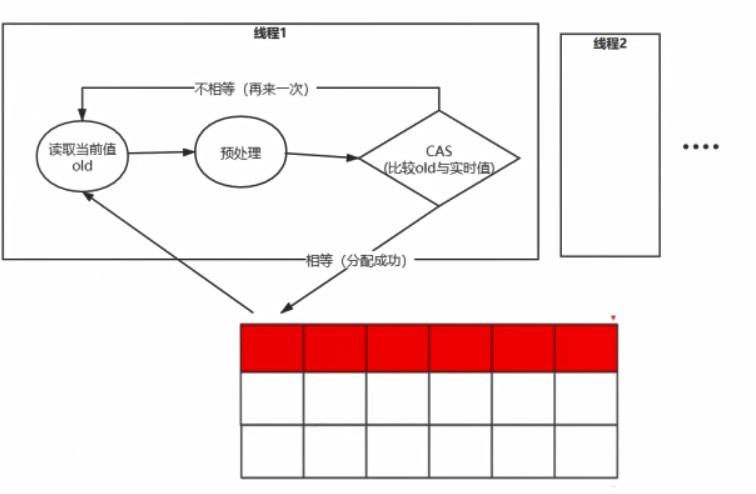 线程1
线程2
不相等（再来一次）
读取当前值
old
预处理
CAS
(比较old与实时值)
相等（分配成功）